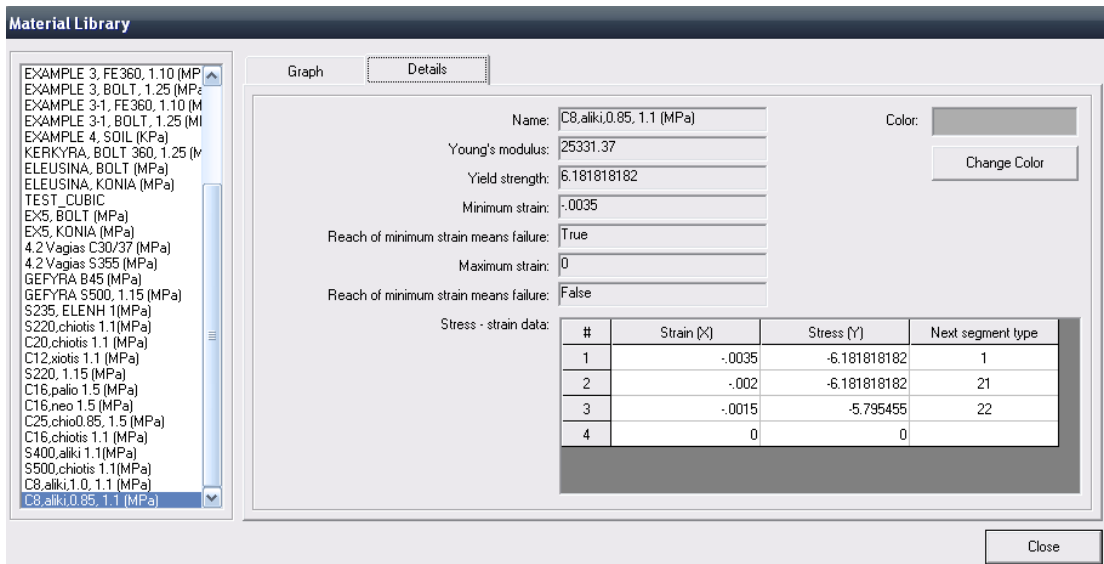 Material Library
EXAMPLE 3, FE360, 1.10 (MP
EXAMPLE 3, BOLT, 1.25 (MPa
EXAMPLE 3-1, FE360, 1.10 (M
EXAMPLE 3-1, BOLT, 1.25 (MI
EXAMPLE 4, SOIL (KPa)
KERKYRA, BOLT 360, 1.25 (M
ELEUSINA, BOLT (MPa)
ELEUSINA, KONIA (MPa)
TEST_CUBIC
EX5, BOLT (MPa)
EX5, KONIA (MPa)
4.2 Vagias C30/37 (MPa)
4.2 Vagias S355 (MPa)
GEFYRA B45 (MPa)
GEFYRA S500, 1.15 (MPa)
S235, ELENH 1(MPa)
S220,chiotis 1.1(MPa)
C20,chiotis 1.1 (MPa)
C12,xiotis 1.1 (MPa)
S220, 1.15 (MPa)
C16,palio 1.5 (MPa)
C16,neo 1.5 (MPa)
C25,chio0.85, 1.5 (MPa)
C16,chiotis 1.1 (MPa)
S400,aliki 1.1(MPa)
S500,chiotis 1.1(MPa)
C8,aliki,1.0, 1.1 (MPa)
C8,aliki,0.85, 1.1 (MPa)
Graph Details
Name: C8,aliki,0.85, 1.1 (MPa) Color:
Young's modulus: 25331.37 Change Color
Yield strength: 6.181818182
Minimum strain: -.0035
Reach of minimum strain means failure: True
Maximum strain: 0
Reach of minimum strain means failure: False
Stress - strain data:
# Strain (X) Stress (Y) Next segment type
1 -.0035 -6.181818182 1
2 -.002 -6.181818182 21
3 -.0015 -5.795455 22
4 0 0
Close